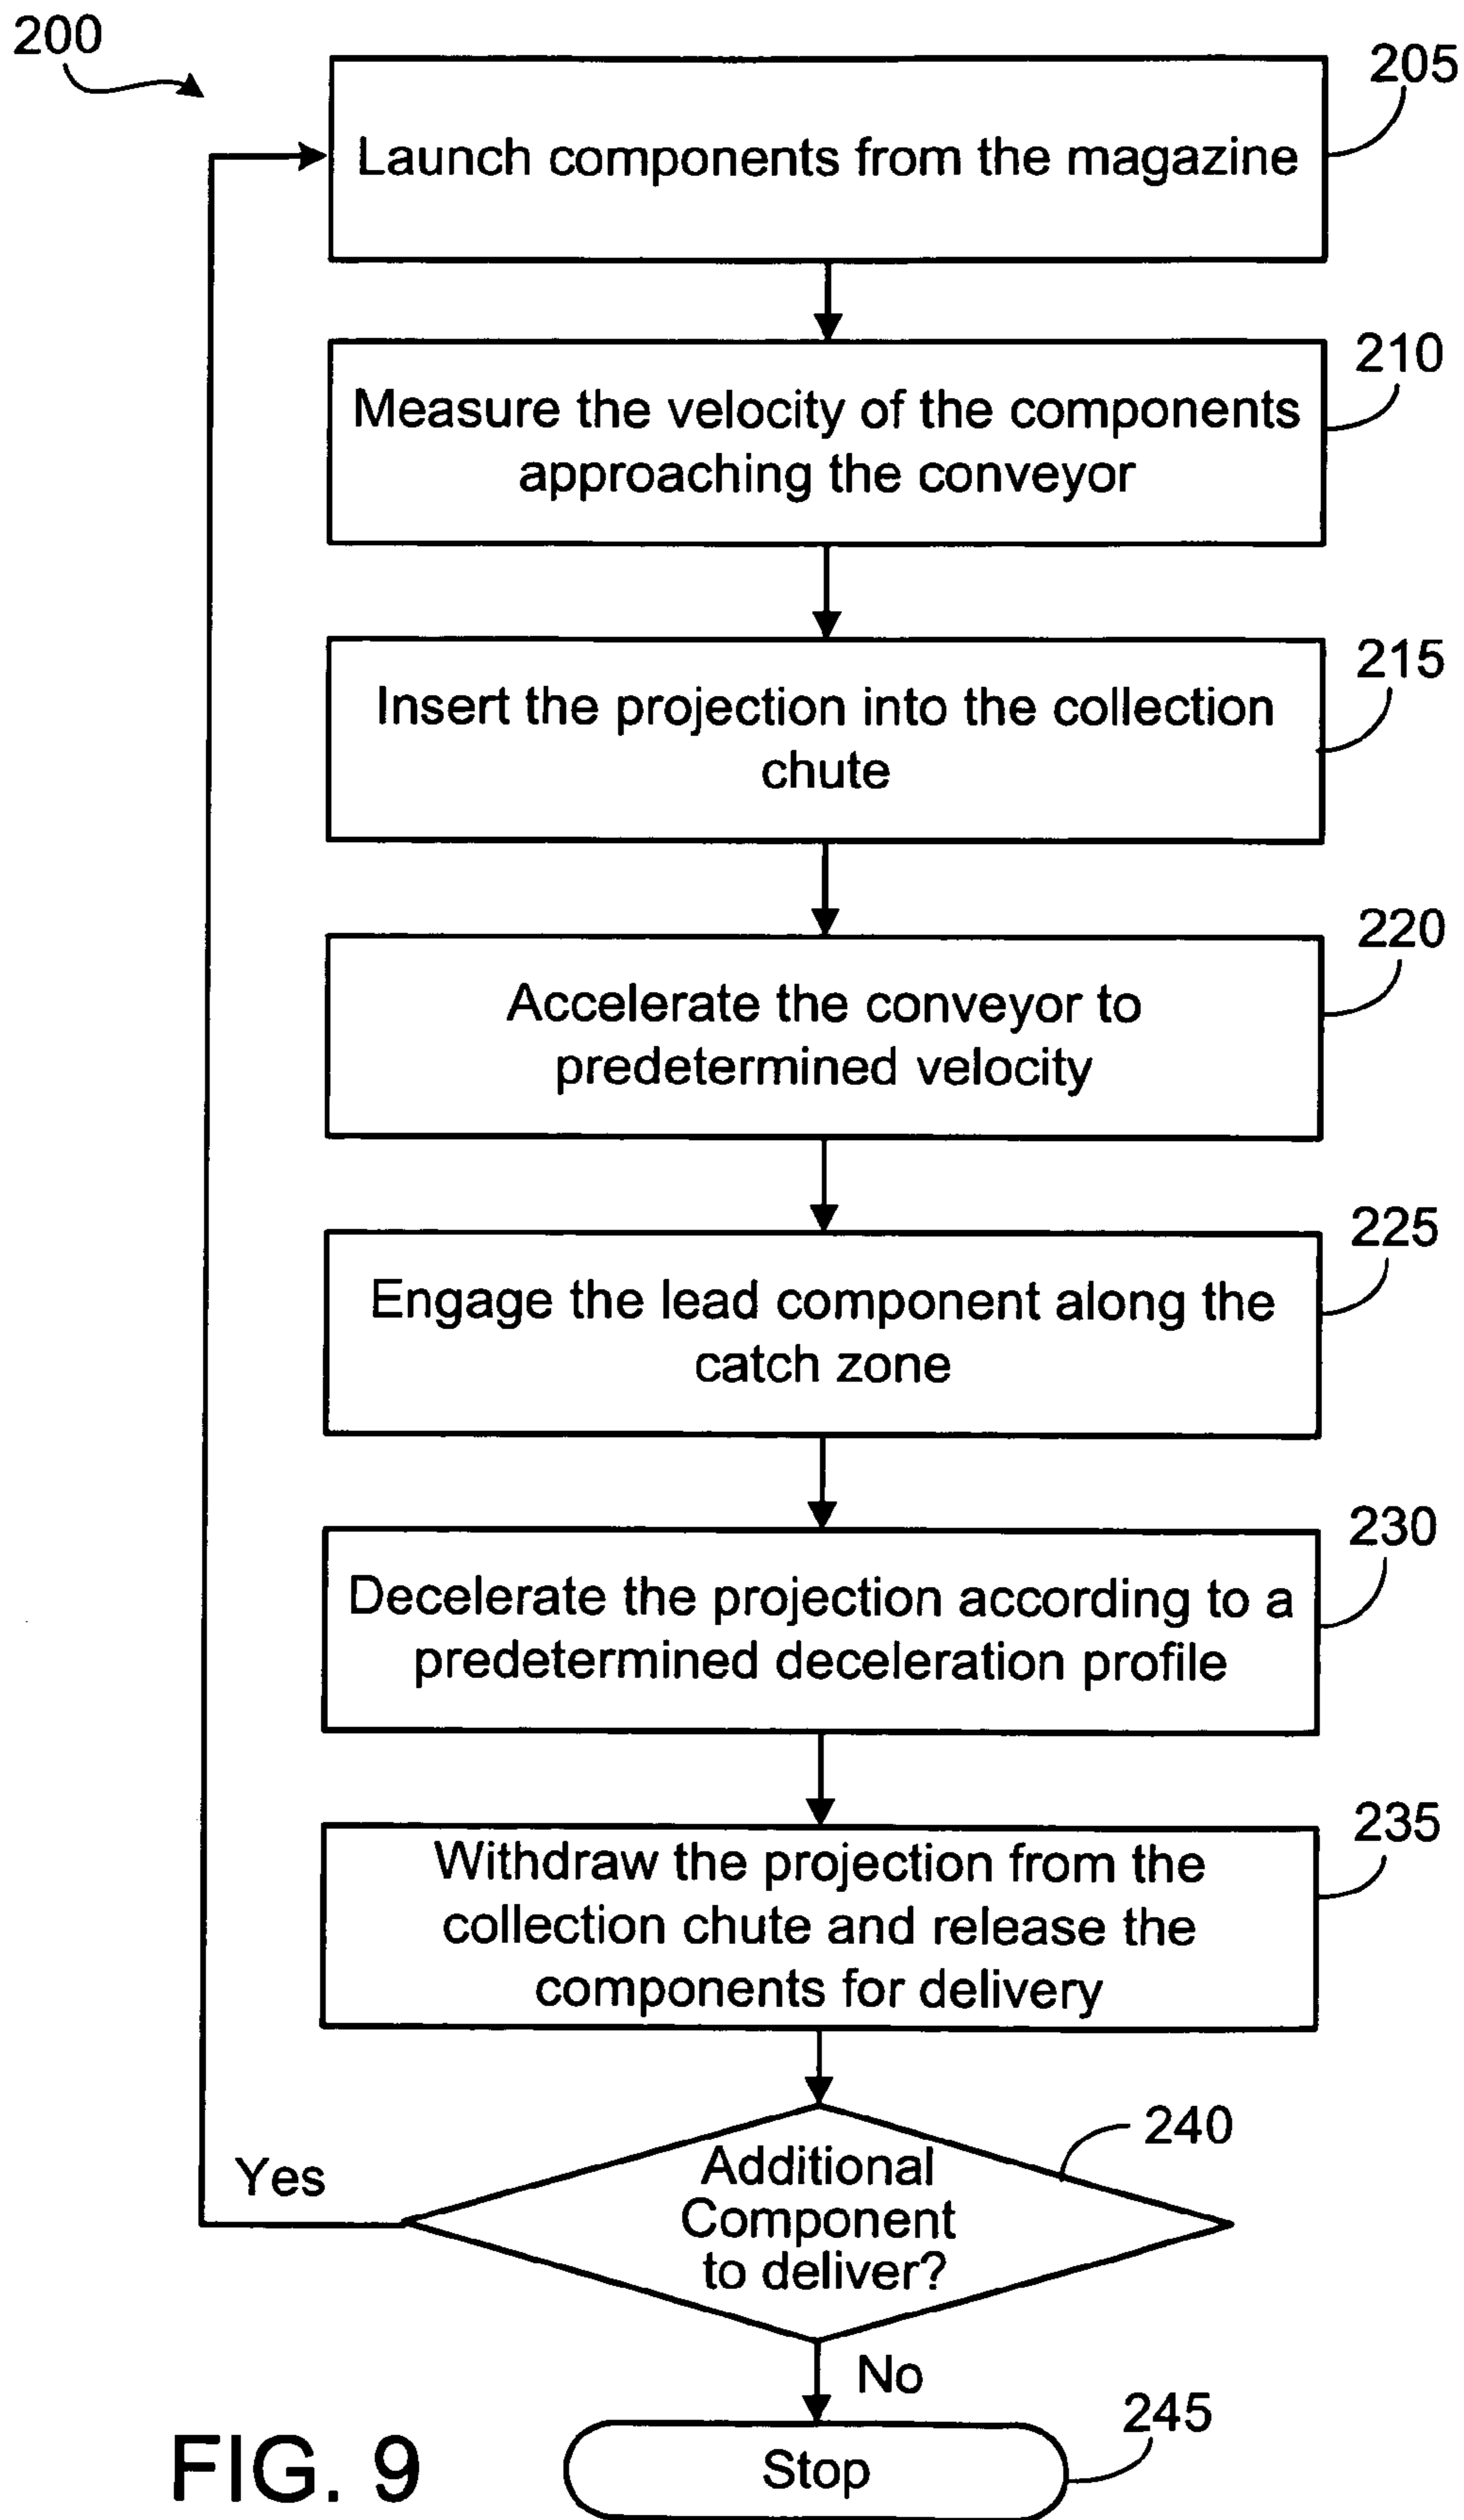 200
205
Launch components from the magazine
210
Measure the velocity of the components
approaching the conveyor
215
Insert the projection into the collection
chute
220
Accelerate the conveyor to
predetermined velocity
225
Engage the lead component along the
catch zone
230
Decelerate the projection according to a
predetermined deceleration profile
235
Withdraw the projection from the
collection chute and release the
components for delivery
240
Additional
Component
to deliver?
Yes
No
245
Stop
FIG. 9